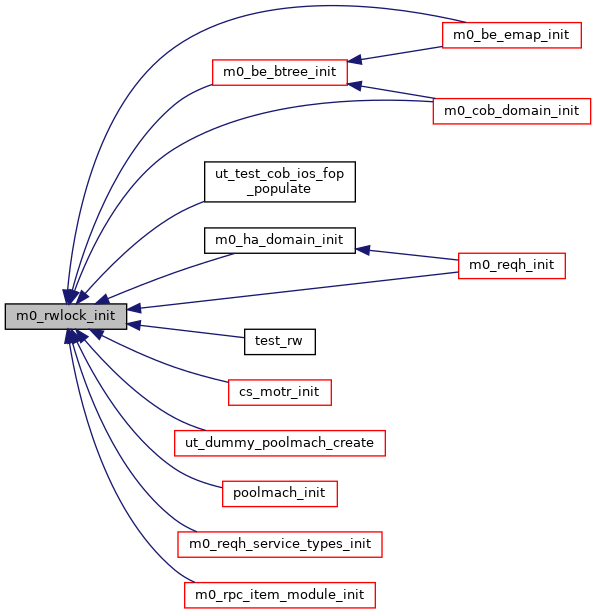 m0_be_emap_init
m0_be_btree_init
m0_cob_domain_init
ut_test_cob_ios_fop
_populate
m0_ha_domain_init
m0_reqh_init
m0_rwlock_init
test_rw
cs_motr_init
ut_dummy_poolmach_create
poolmach_init
m0_reqh_service_types_init
m0_rpc_item_module_init